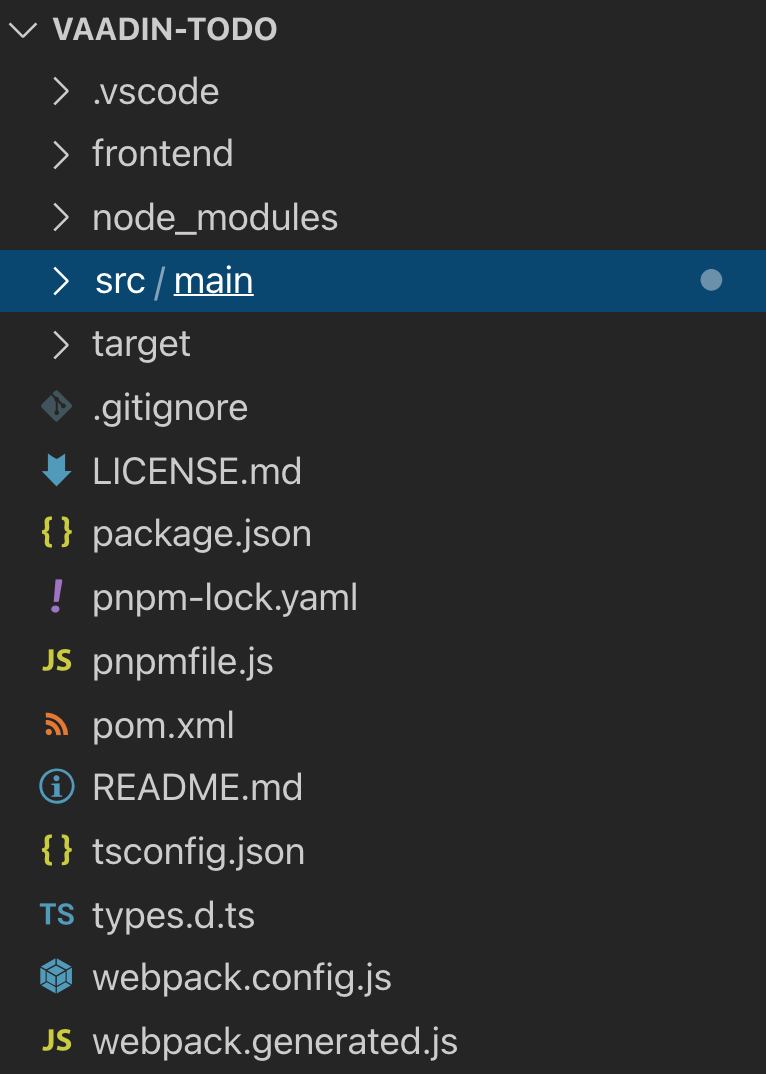 VAADIN-TODO
.vscode
frontend
node_modules
src / main
target
.gitignore
LICENSE.md
{} package.json
! pnpm-lock.yaml
JS pnpmfile.js
pom.xml
i README.md
{} tsconfig.json
TS types.d.ts
webpack.config.js
JS webpack.generated.js